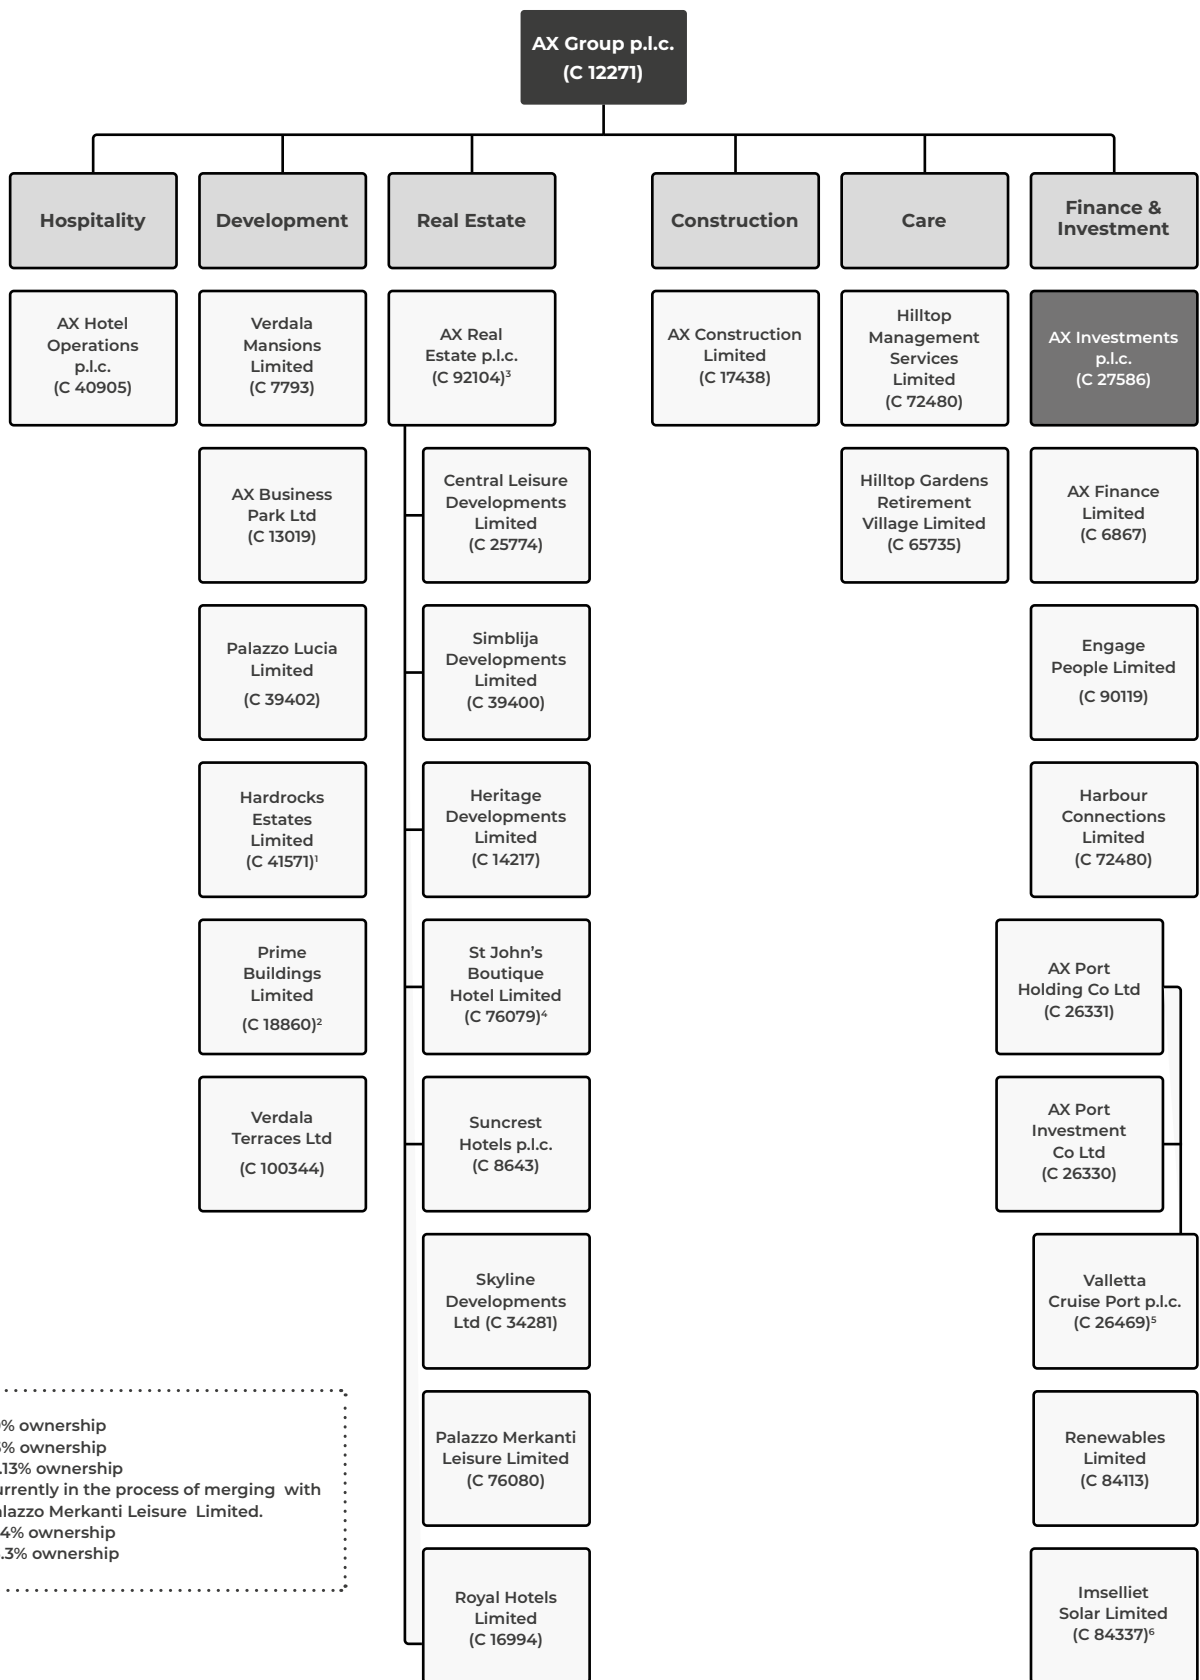 AX Group p.l.c.
(C 12271)
Hospitality
Development
Real Estate
Construction
Care
Finance &
Investment
AX Hotel
Operations
p.l.c.
(C 40905)
Verdala
Mansions
Limited
(C 7793)
AX Real
Estate p.l.c.
(C 92104)³
AX Construction
Limited
(C 17438)
Hilltop
Management
Services
Limited
(C 72480)
AX Investments
p.l.c.
(C 27586)
AX Business
Park Ltd
(C 13019)
Central Leisure
Developments
Limited
(C 25774)
Hilltop Gardens
Retirement
Village Limited
(C 65735)
AX Finance
Limited
(C 6867)
Palazzo Lucia
Limited
(C 39402)
Simblija
Developments
Limited
(C 39400)
Engage
People Limited
(C 90119)
Hardrocks
Estates
Limited
(C 41571)¹
Heritage
Developments
Limited
(C 14217)
Harbour
Connections
Limited
(C 72480)
Prime
Buildings
Limited
(C 18860)²
St John’s
Boutique
Hotel Limited
(C 76079)⁴
AX Port
Holding Co Ltd
(C 26331)
Verdala
Terraces Ltd
(C 100344)
Suncrest
Hotels p.l.c.
(C 8643)
AX Port
Investment
Co Ltd
(C 26330)
Skyline
Developments
Ltd (C 34281)
Valletta
Cruise Port p.l.c.
(C 26469)⁵
Palazzo Merkanti
Leisure Limited
(C 76080)
Renewables
Limited
(C 84113)
Royal Hotels
Limited
(C 16994)
Imselliet
Solar Limited
(C 84337)⁶
% ownership
% ownership
.13% ownership
in the process of merging with
Merkanti Leisure Limited.
4% ownership
.3% ownership